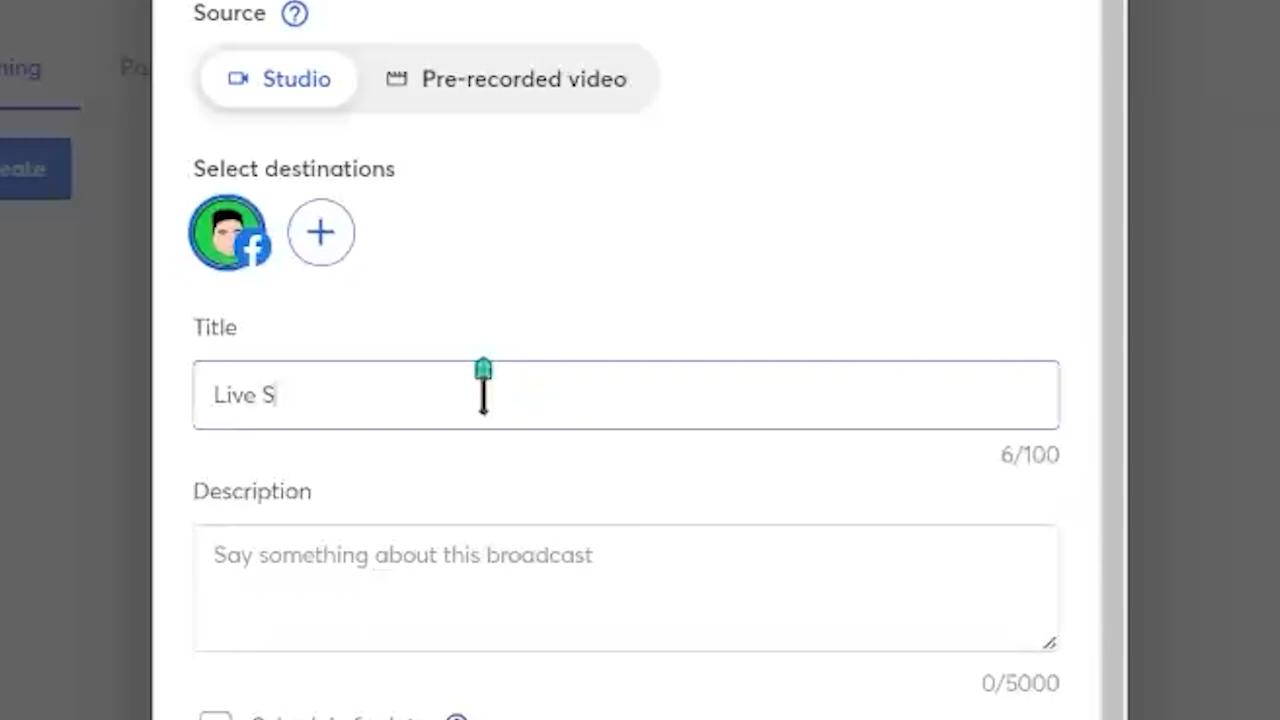 Source ?
Studio Pre-recorded video
Select destinations
Title
Live S
6/100
Description
Say something about this broadcast
0/5000